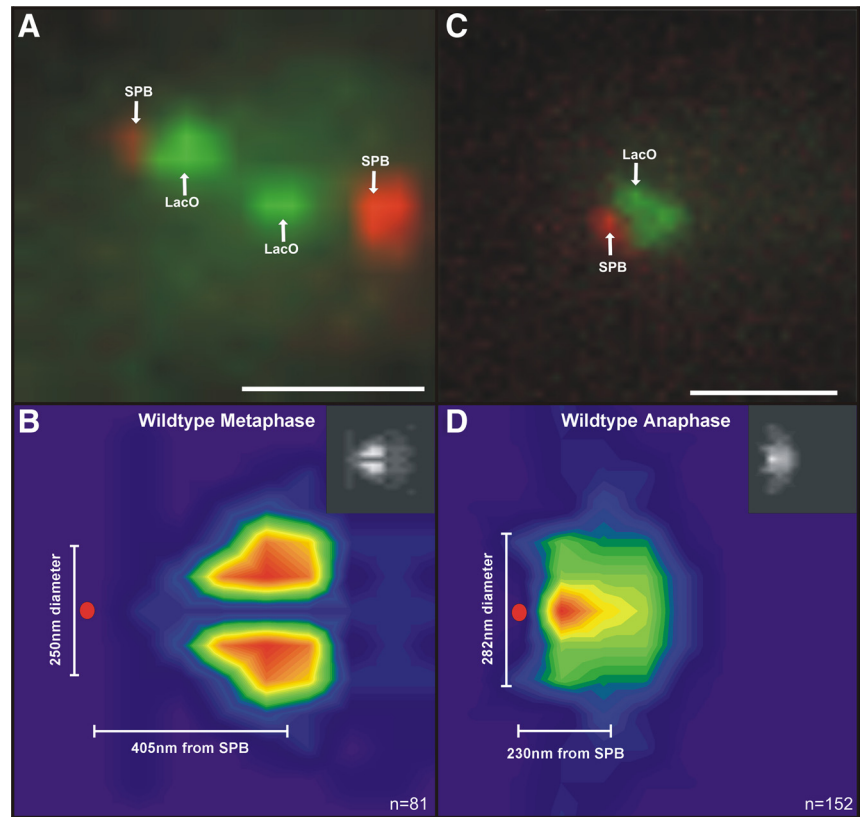 A
SPB
LacO
LacO
SPB
C
LacO
SPB
B
Wildtype Metaphase
250nm diameter
405nm from SPB
n=81
D
Wildtype Anaphase
282nm diameter
230nm from SPB
n=152